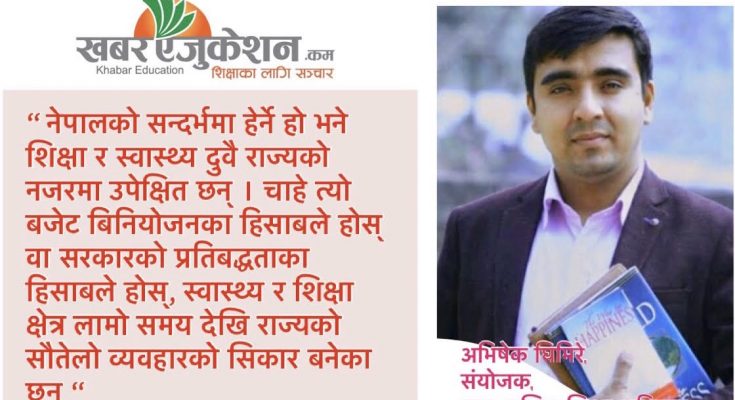 खबर एजुकेशन .कम
Khabar Education
शिक्षाका लागि सञ्चार
“ नेपालको सन्दर्भमा हेर्ने हो भने
शिक्षा र स्वास्थ्य दुवै राज्यको
नजरमा उपेक्षित छन् । चाहे त्यो
बजेट बिनियोजनका हिसाबले होस्
वा सरकारको प्रतिबद्धताका
हिसाबले होस्, स्वास्थ्य र शिक्षा
क्षेत्र लामो समय देखि राज्यको
सौतेलो व्यवहारको सिकार बनेका
छन् “
HAPPINESS
अभिषेक घिमिरे,
संयोजक,